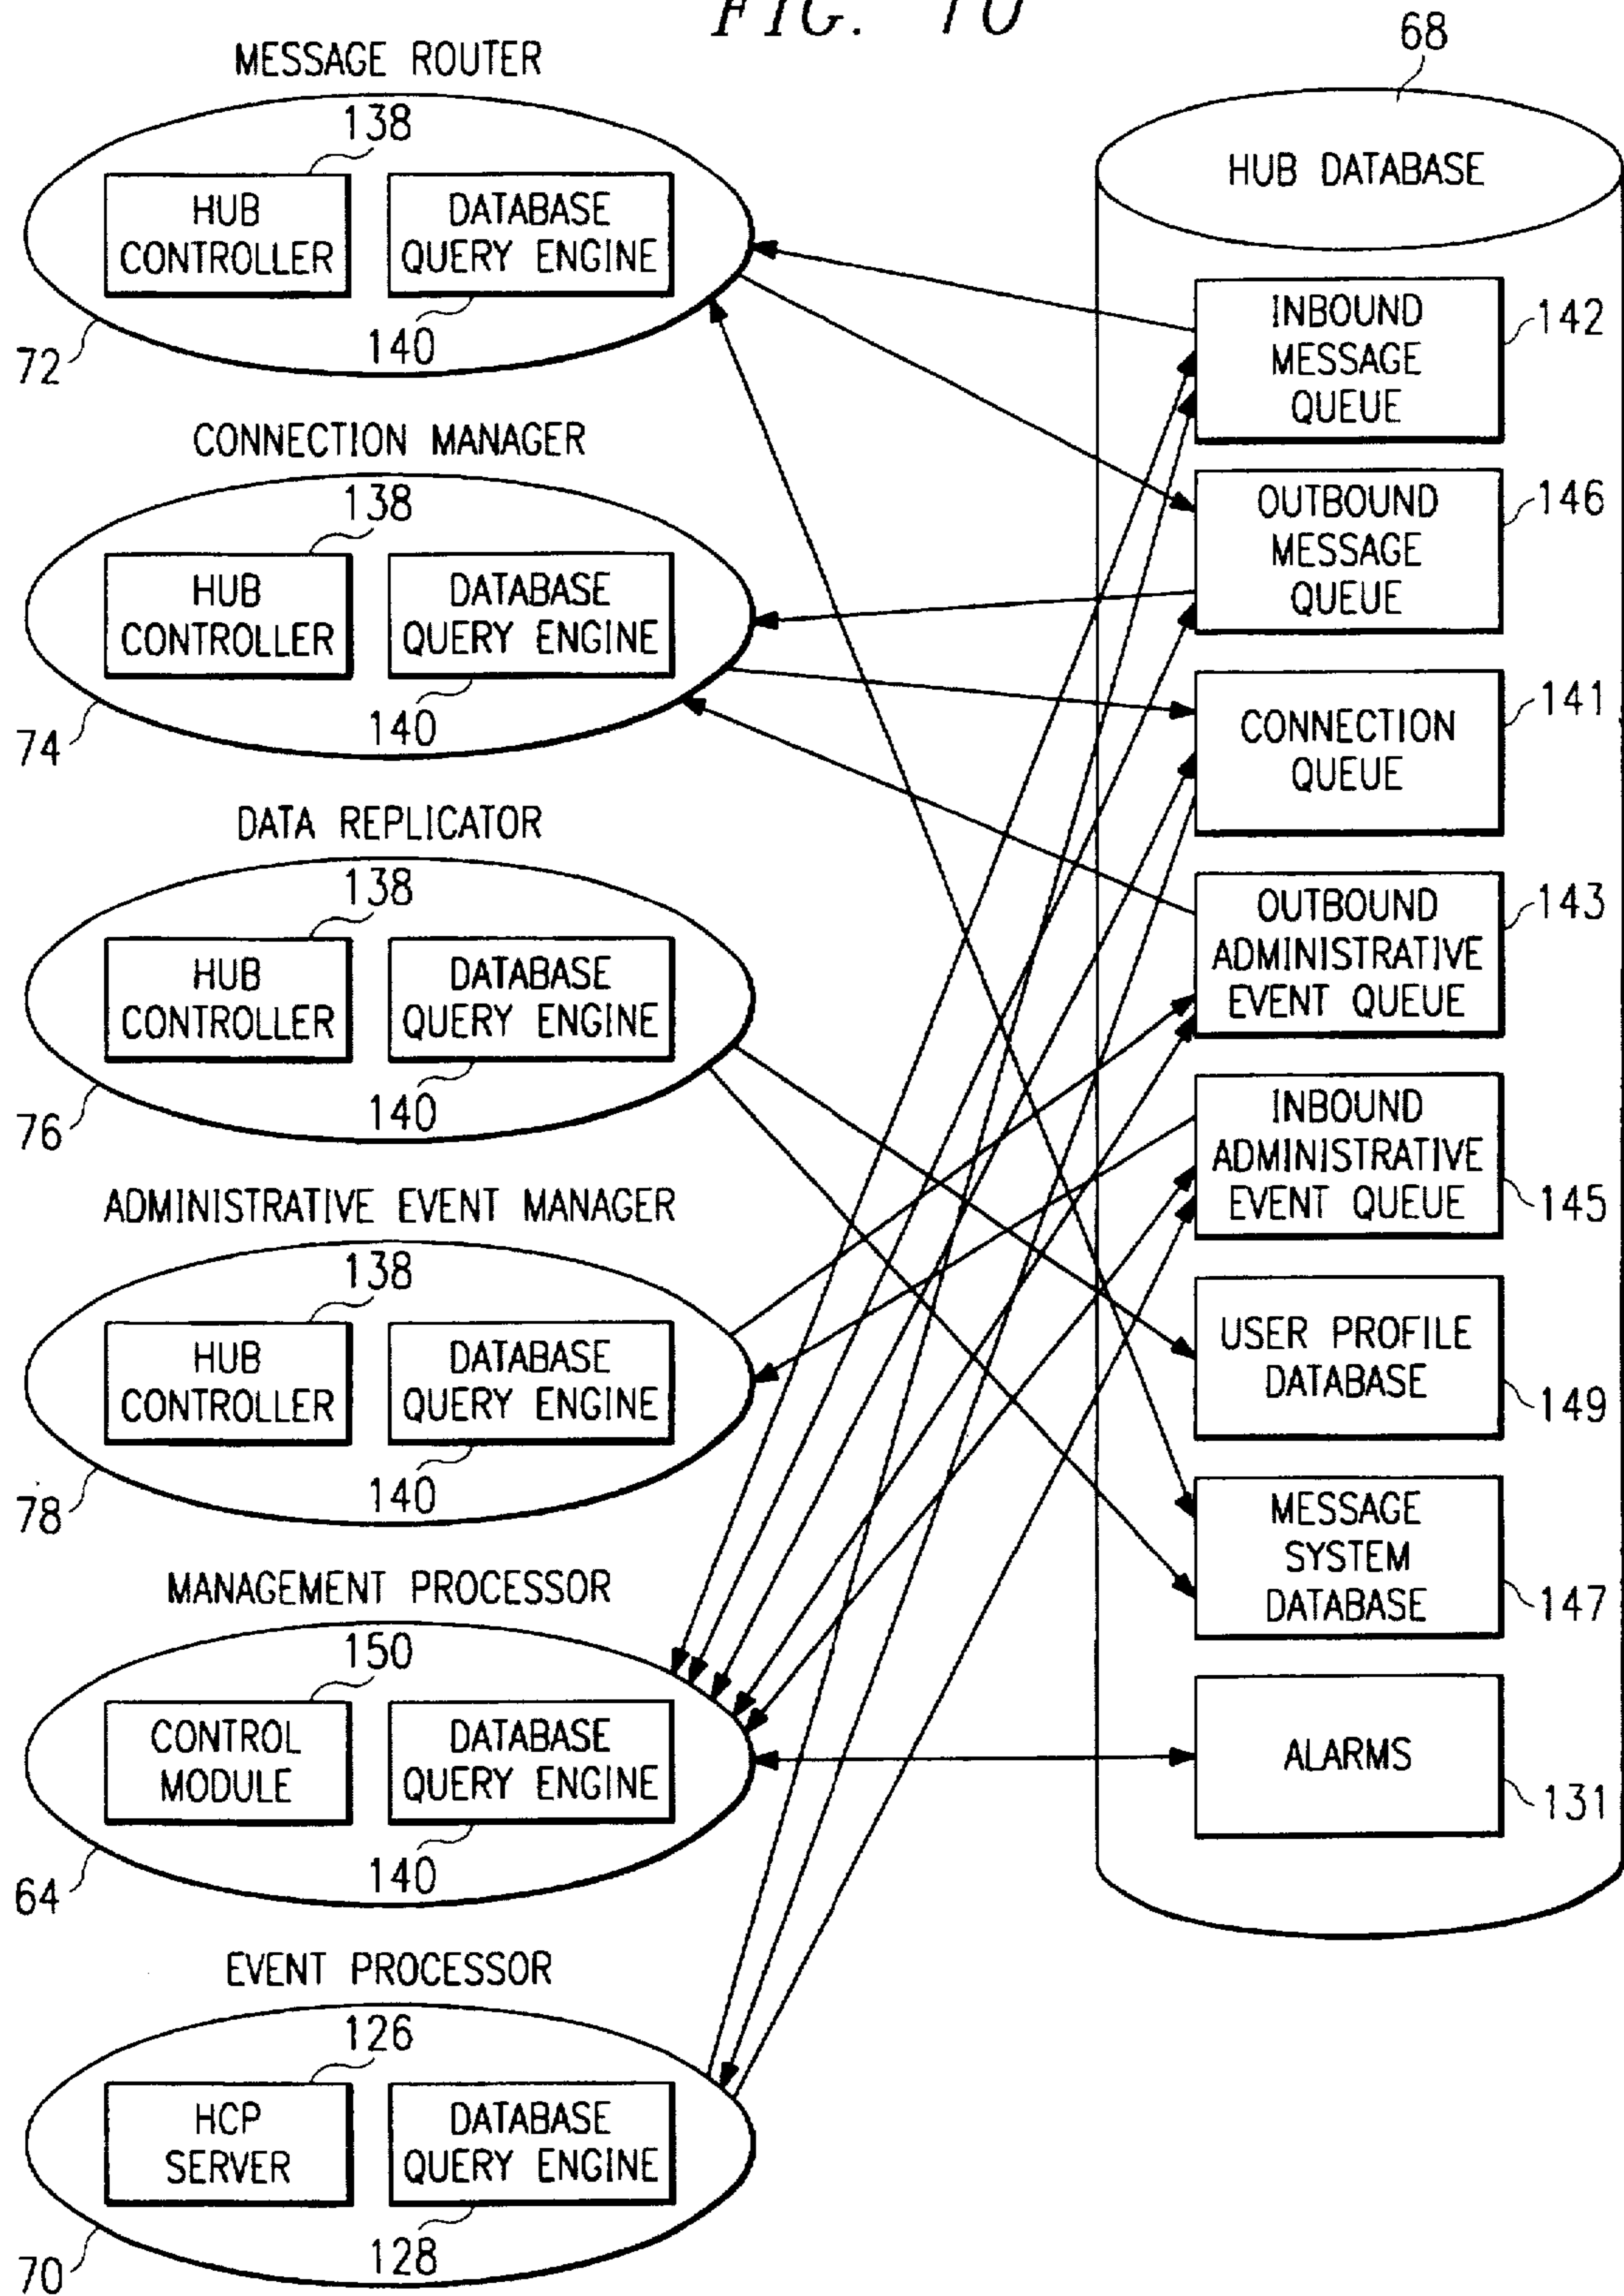 FIG. 10
MESSAGE ROUTER
138
HUB
CONTROLLER
DATABASE
QUERY ENGINE
140
72
CONNECTION MANAGER
138
HUB
CONTROLLER
DATABASE
QUERY ENGINE
140
74
DATA REPLICATOR
138
HUB
CONTROLLER
DATABASE
QUERY ENGINE
140
76
ADMINISTRATIVE EVENT MANAGER
138
HUB
CONTROLLER
DATABASE
QUERY ENGINE
140
78
MANAGEMENT PROCESSOR
150
CONTROL
MODULE
DATABASE
QUERY ENGINE
140
64
EVENT PROCESSOR
126
HCP
SERVER
DATABASE
QUERY ENGINE
128
70
68
HUB DATABASE
INBOUND
MESSAGE
QUEUE
142
OUTBOUND
MESSAGE
QUEUE
146
CONNECTION
QUEUE
141
OUTBOUND
ADMINISTRATIVE
EVENT QUEUE
143
INBOUND
ADMINISTRATIVE
EVENT QUEUE
145
USER PROFILE
DATABASE
149
MESSAGE
SYSTEM
DATABASE
147
ALARMS
131